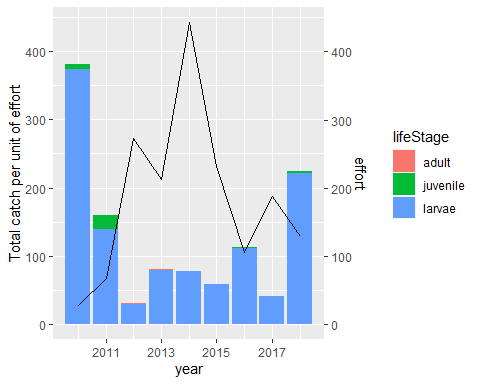 400
300
200
100
0
Total catch per unit of effort
400
300
200
100
0
effort
2011 2013 2015 2017
year
lifeStage
adult
juvenile
larvae